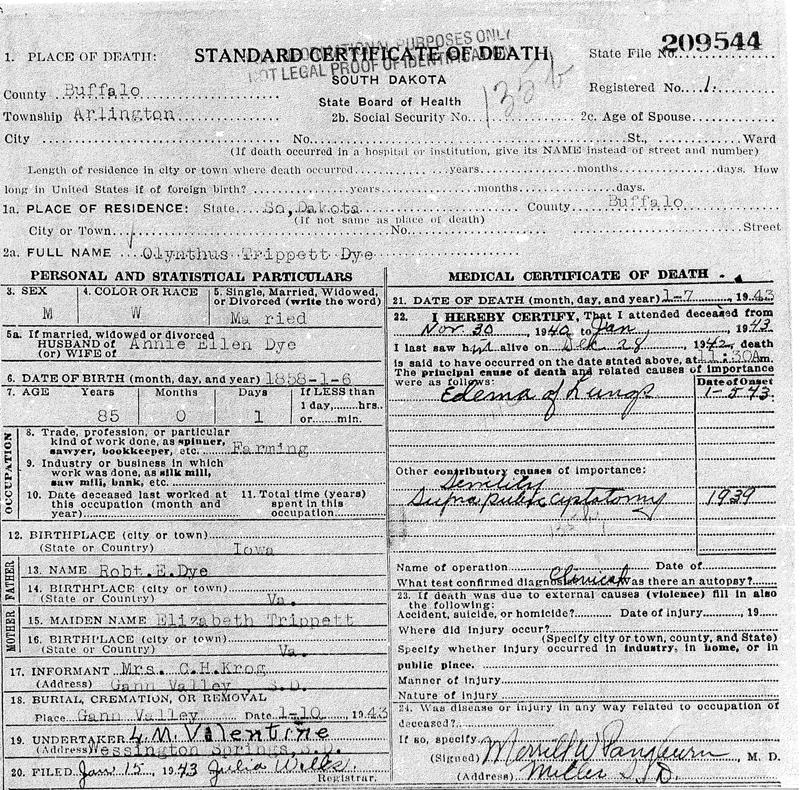 209544
FOR INFORMATIONAL PURPOSES ONLY
NOT LEGAL PROOF OF IDENTIFICATION
1. PLACE OF DEATH: STANDARD CERTIFICATE OF DEATH State File No.
SOUTH DAKOTA
135b
County Buffalo State Board of Health Registered No. 1.
Township Arlington 2b. Social Security No. 2c. Age of Spouse
City No. St., Ward
(If death occurred in a hospital or institution, give its NAME instead of street and number)
Length of residence in city or town where death occurred years months days. How
long in United States if of foreign birth? years months days.
1a. PLACE OF RESIDENCE: State So,Dakota County Buffalo
(If not same as place of death)
City or Town No. Street
2a. FULL NAME Olynthus Trippett Dye
PERSONAL AND STATISTICAL PARTICULARS
3. SEX 4. COLOR OR RACE 5. Single, Married, Widowed,
or Divorced (write the word)
M W Ma ried
5a. If married, widowed or divorced
HUSBAND of Annie Ellen Dye
(or) WIFE of
6. DATE OF BIRTH (month, day, and year) 1858-1-6
7. AGE Years Months Days If LESS than
1 day,....hrs.
85 0 1 or....min.
OCCUPATION
8. Trade, profession, or particular
kind of work done, as spinner,
sawyer, bookkeeper, etc. Farming
9. Industry or business in which
work was done, as silk mill,
saw mill, bank, etc.
10. Date deceased last worked at 11. Total time (years)
this occupation (month and spent in this
year) occupation
12. BIRTHPLACE (city or town)
(State or Country) Iowa
FATHER
13. NAME Robt.E.Dye
14. BIRTHPLACE (city or town)
(State or Country) Va.
MOTHER
15. MAIDEN NAME Elizabeth Trippett
16. BIRTHPLACE (city or town)
(State or Country) Va.
17. INFORMANT Mrs. C.H.Krog
(Address) Gann Valley, S.D.
18. BURIAL, CREMATION, OR REMOVAL
Place Gann Valley Date 1-10, 1943
19. UNDERTAKER L.M. Valentine
(Address) Wessington Springs, S.D.
20. FILED Jan 15, 1943 Julia
Registrar.
MEDICAL CERTIFICATE OF DEATH
21. DATE OF DEATH (month, day, and year) 1-7, 1943
22. I HEREBY CERTIFY, That I attended deceased from
Nov. 30 1940 to Jan, 1943
I last saw him alive on Dec 28 1942, death
is said to have occurred on the date stated above, at 11:30Am.
The principal cause of death and related causes of importance
were as follows: Date of Onset
Edema of Lungs 1-5 43
Other contributory causes of importance:
Senility
Supra pubic cystotomy 1939
Name of operation Date of
What test confirmed diagnosis Clinical Was there an autopsy?
23. If death was due to external causes (violence) fill in also
the following:
Accident, suicide, or homicide? Date of injury, 19
Where did injury occur?
(Specify city or town, county, and State)
Specify whether injury occurred in industry, in home, or in
public place.
Manner of injury
Nature of injury
24. Was disease or injury in any way related to occupation of
deceased?
If so, specify
(Signed) Merrill W Pangburn, M. D.
(Address) Miller S.D.